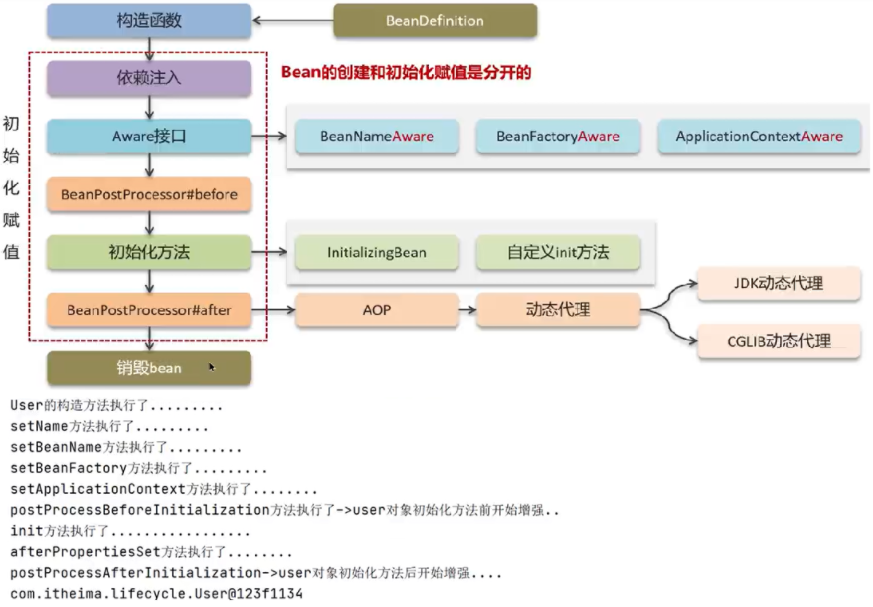 构造函数
BeanDefinition
依赖注入
Bean的创建和初始化赋值是分开的
初始化赋值
Aware接口
BeanNameAware
BeanFactoryAware
ApplicationContextAware
BeanPostProcessor#before
初始化方法
InitializingBean
自定义init方法
BeanPostProcessor#after
AOP
动态代理
JDK动态代理
CGLIB动态代理
销毁bean
User的构造方法执行了.........
setName方法执行了.........
setBeanName方法执行了.........
setBeanFactory方法执行了.........
setApplicationContext方法执行了........
postProcessBeforeInitialization方法执行了->user对象初始化方法前开始增强..
init方法执行了.................
afterPropertiesSet方法执行了........
postProcessAfterInitialization->user对象初始化方法后开始增强....
com.itheima.lifecycle.User@123f1134